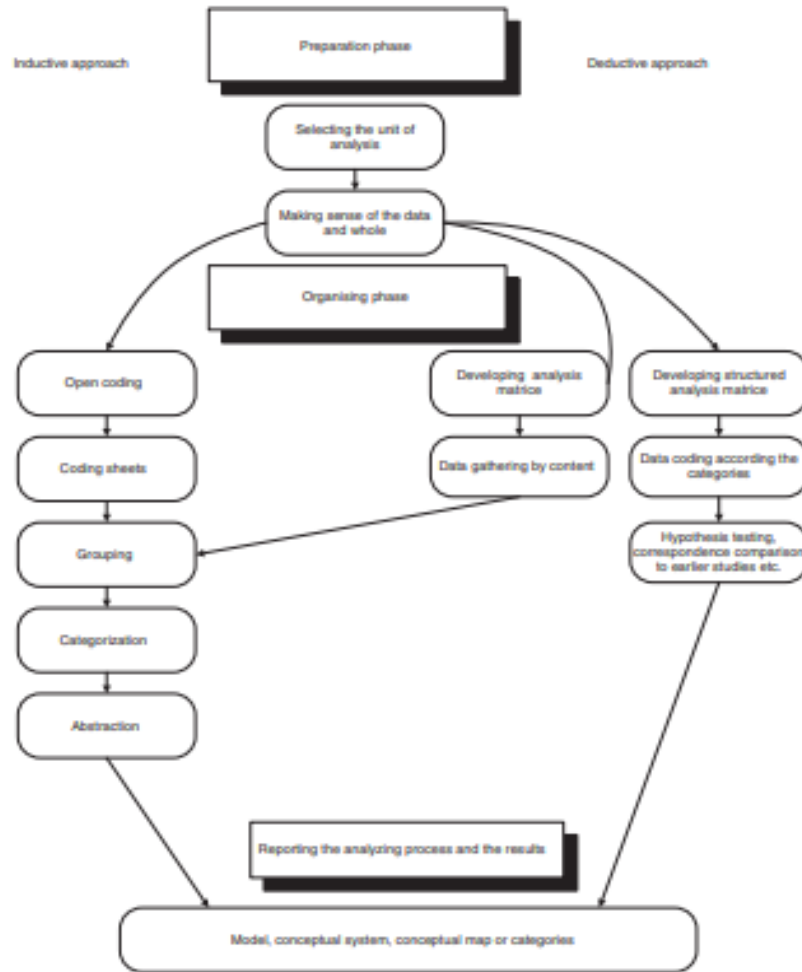 Preparation phase
Inductive approach
Deductive approach
Selecting the unit of
analysis
Making sense of the data
and whole
Organising phase
Open coding
Developing analysis
matrice
Developing structured
analysis matrice
Coding sheets
Data gathering by content
Data coding according the
categories
Grouping
Hypothesis testing,
correspondence comparison
to earlier studies etc.
Categorization
Abstraction
Reporting the analyzing process and the results
Model, conceptual system, conceptual map or categories